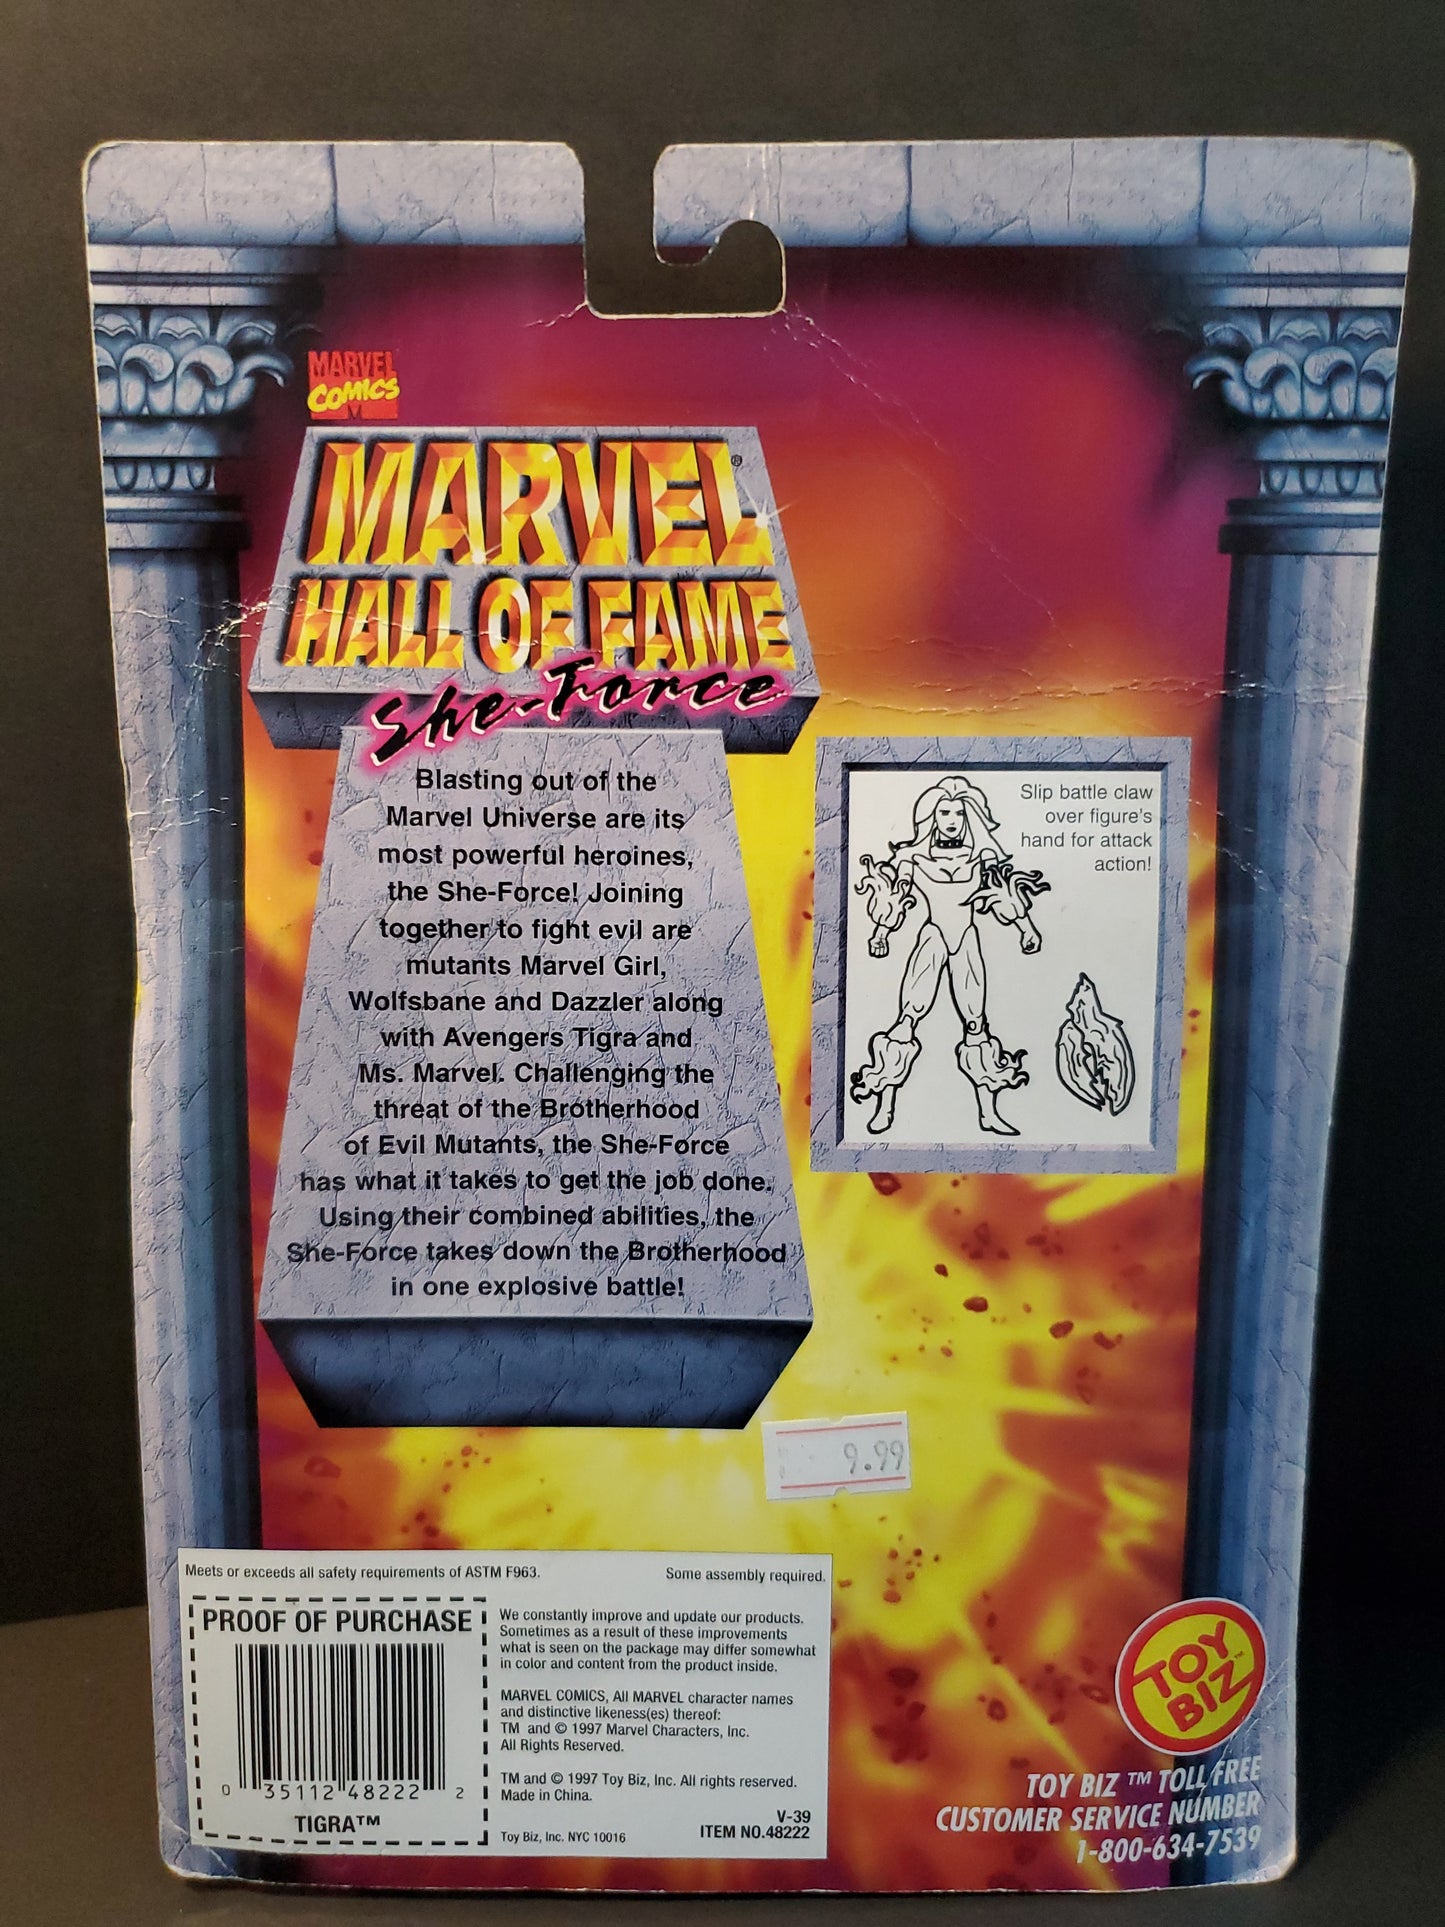 MARVEL
COMICS
M
MARVEL®
HALL OF FAME
She-Force
Blasting out of the
Marvel Universe are its
most powerful heroines,
the She-Force! Joining
together to fight evil are
mutants Marvel Girl,
Wolfsbane and Dazzler along
with Avengers Tigra and
Ms. Marvel. Challenging the
threat of the Brotherhood
of Evil Mutants, the She-Force
has what it takes to get the job done.
Using their combined abilities, the
She-Force takes down the Brotherhood
in one explosive battle!
Slip battle claw
over figure's
hand for attack
action!
9.99
Meets or exceeds all safety requirements of ASTM F963.
Some assembly required.
PROOF OF PURCHASE
0 35112 48222 2
TIGRA™
We constantly improve and update our products.
Sometimes as a result of these improvements
what is seen on the package may differ somewhat
in color and content from the product inside.
MARVEL COMICS, All MARVEL character names
and distinctive likeness(es) thereof:
TM and © 1997 Marvel Characters, Inc.
All Rights Reserved.
TM and © 1997 Toy Biz, Inc. All rights reserved.
Made in China.
V-39
Toy Biz, Inc. NYC 10016
ITEM NO.48222
TOY
BIZ™
TOY BIZ ™ TOLL FREE
CUSTOMER SERVICE NUMBER
1-800-634-7539